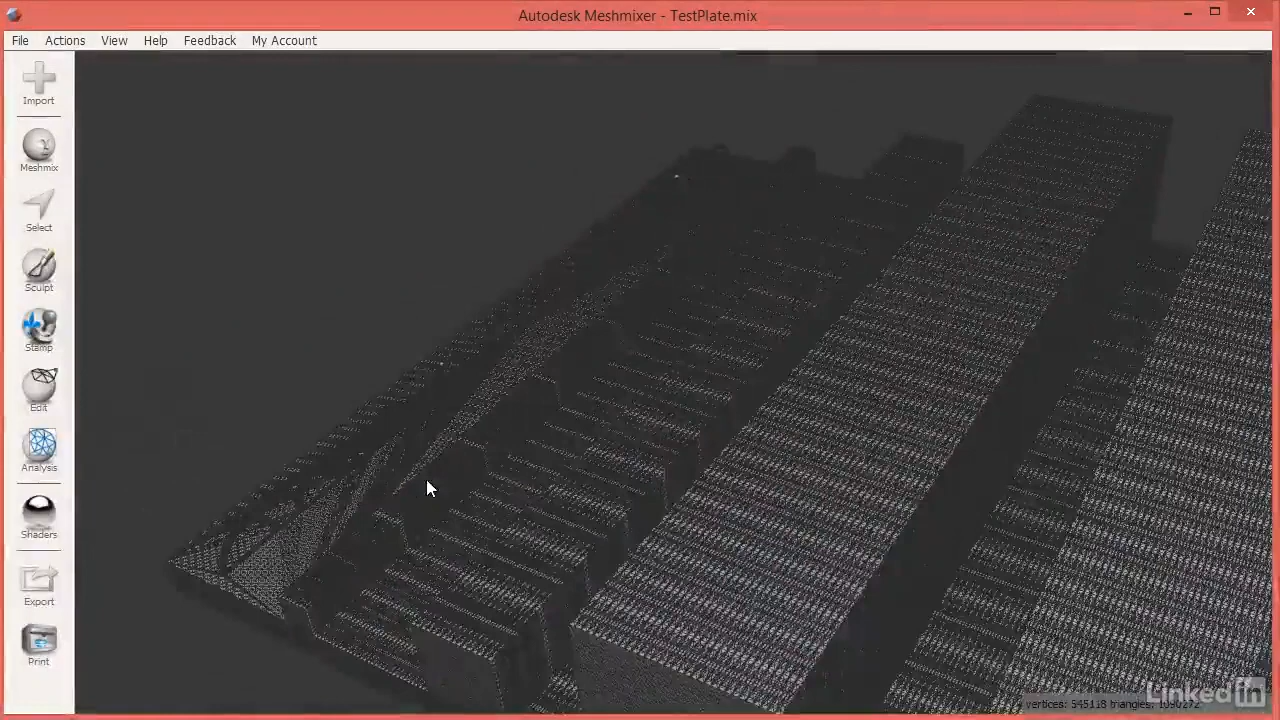 Autodesk Meshmixer - TestPlate.mix
File Actions View Help Feedback My Account
Import
Meshmix
Select
Sculpt
Stamp
Edit
Analysis
Shaders
Export
Print
vertices: 545118 triangles: 1090272
Linked in